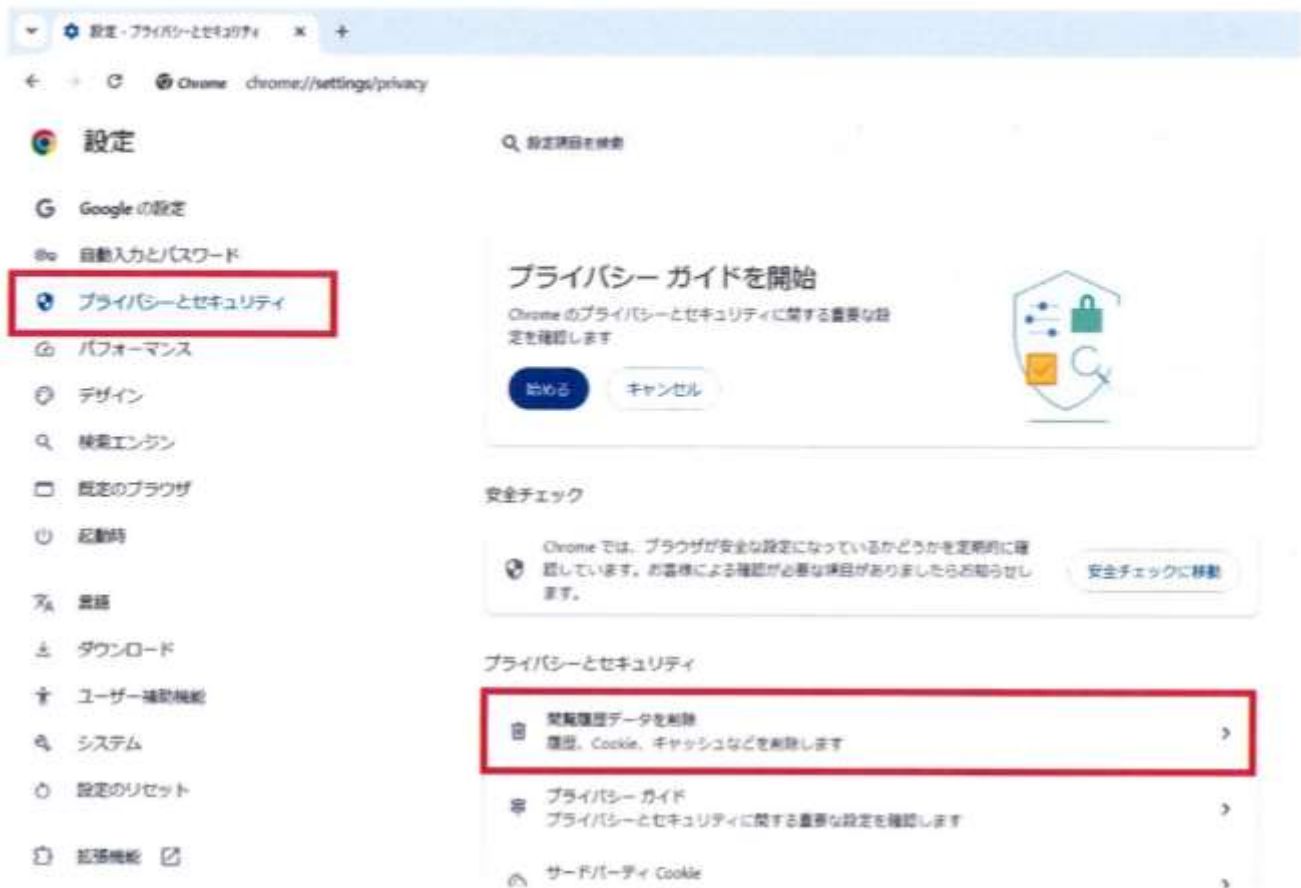 設定 - プライバシーとセキュリティ
Chrome chrome://settings/privacy
設定
設定項目を検索
Google の設定
自動入力とパスワード
プライバシーとセキュリティ
パフォーマンス
デザイン
検索エンジン
既定のブラウザ
起動時
言語
ダウンロード
ユーザー補助機能
システム
設定のリセット
拡張機能
プライバシー ガイドを開始
Chrome のプライバシーとセキュリティに関する重要な設
定を確認します
始める
キャンセル
安全チェック
Chrome では、ブラウザが安全な設定になっているかどうかを定期的に確
認しています。お客様による確認が必要な項目がありましたらお知らせし
ます。
安全チェックに移動
プライバシーとセキュリティ
閲覧履歴データを削除
履歴、Cookie、キャッシュなどを削除します
プライバシー ガイド
プライバシーとセキュリティに関する重要な設定を確認します
サードパーティ Cookie